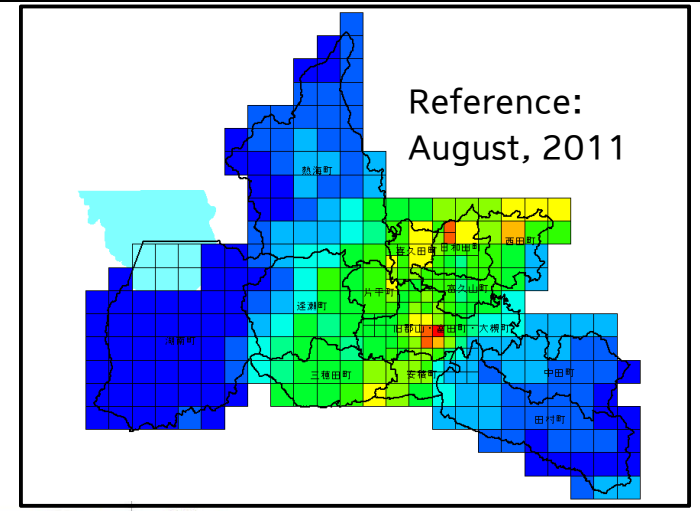 Reference:
August, 2011
熱海町
西田町
喜久田町
日和田町
片平町
富久山町
逢瀬町
旧郡山・富田町・大槻町
湖南町
三穂田町
安積町
中田町
田村町